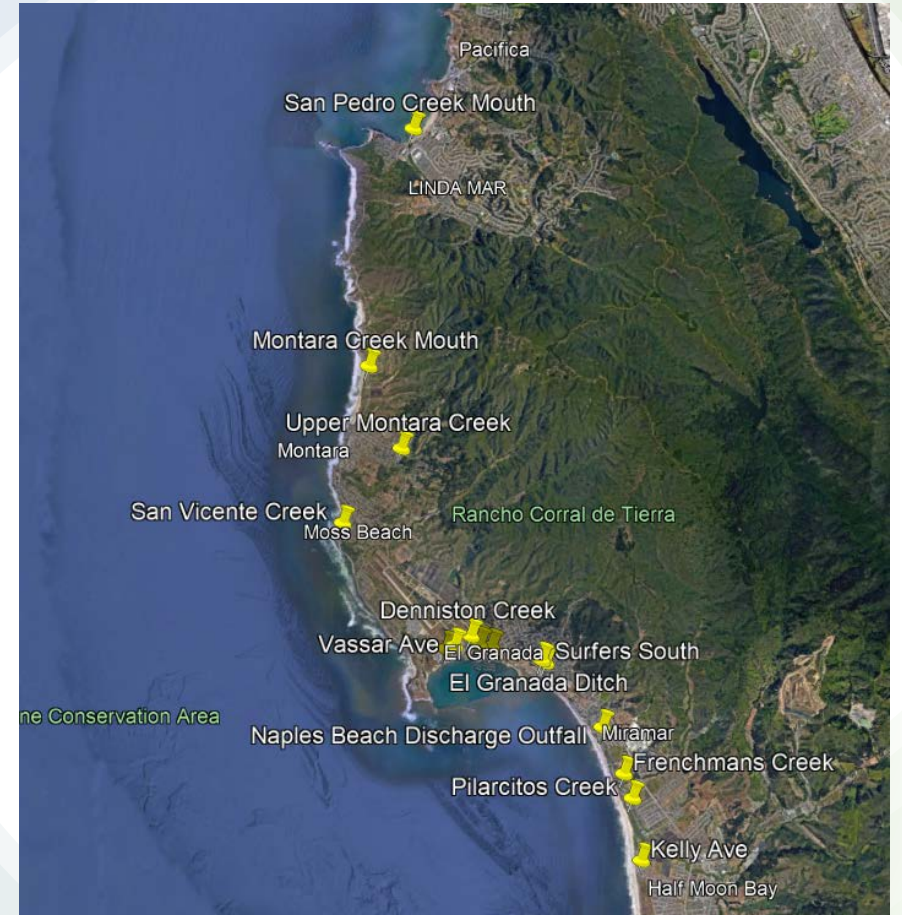 Pacifica
San Pedro Creek Mouth
LINDA MAR
Montara Creek Mouth
Upper Montara Creek
Montara
San Vicente Creek
Moss Beach
Rancho Corral de Tierra
Denniston Creek
Vassar Ave
El Granada
Surfers South
El Granada Ditch
ne Conservation Area
Naples Beach Discharge Outfall
Miramar
Frenchmans Creek
Pilarcitos Creek
Kelly Ave
Half Moon Bay